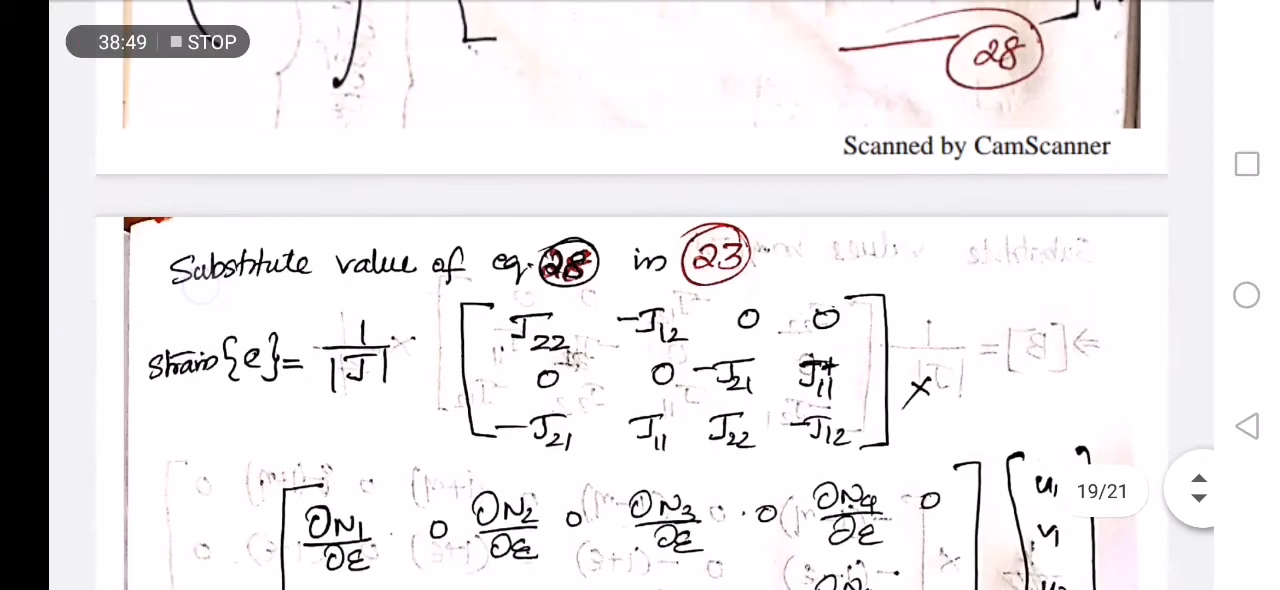 38:49 STOP
28
Scanned by CamScanner
Substitute value of eq. 28 in 23
Strain {e} = 1/|J| [ J22 -J12 0 0
0 0 -J21 J11
-J21 J11 J22 -J12 ] ×
[ ∂N1/∂ε 0 ∂N2/∂ε 0 ∂N3/∂ε 0 ∂N4/∂ε 0 ] [ u1
v1
19/21